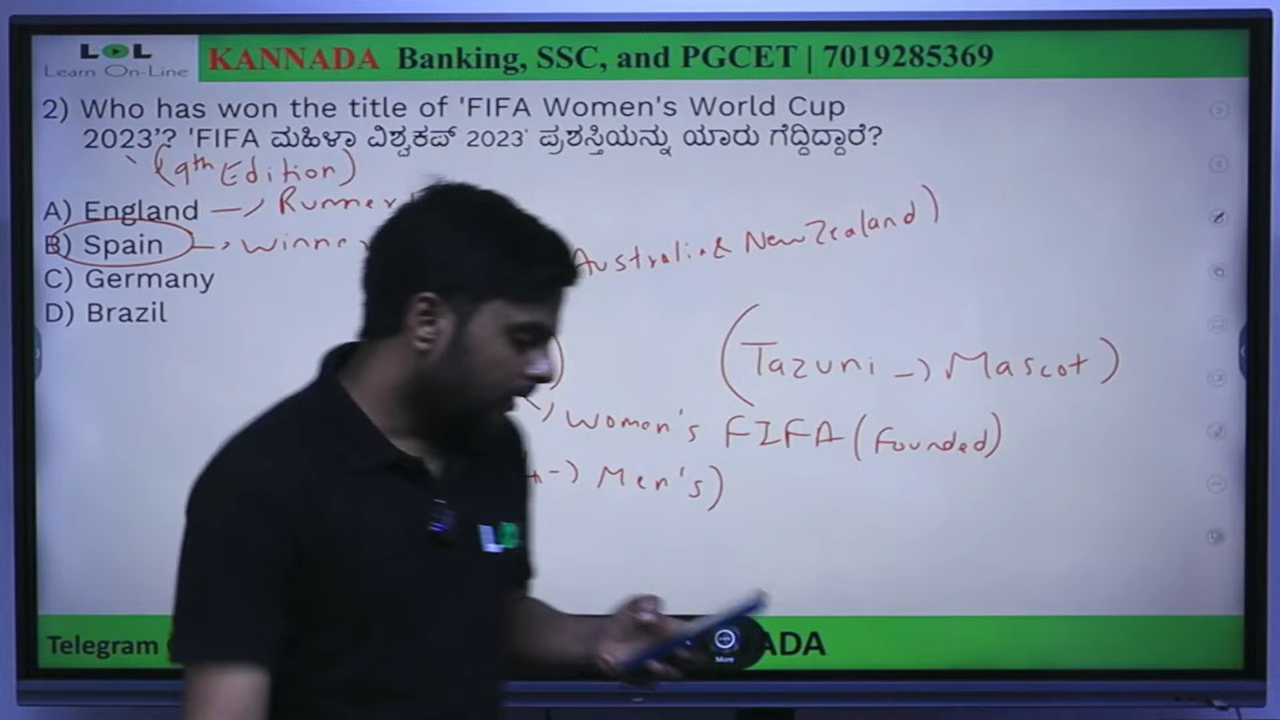 LOL
Learn On-Line
KANNADA Banking, SSC, and PGCET | 7019285369
2) Who has won the title of 'FIFA Women's World Cup
2023'? 'FIFA ಮಹಿಳಾ ವಿಶ್ವಕಪ್ 2023' ಪ್ರಶಸ್ತಿಯನ್ನು ಯಾರು ಗೆದ್ದಿದ್ದಾರೆ?
(9th Edition)
A) England → Runner
B) Spain → Winne
Australia & New Zealand)
C) Germany
D) Brazil
(Tazuni → Mascot)
→ Women's FIFA (founded)
→ Men's)
Telegram
ADA
More